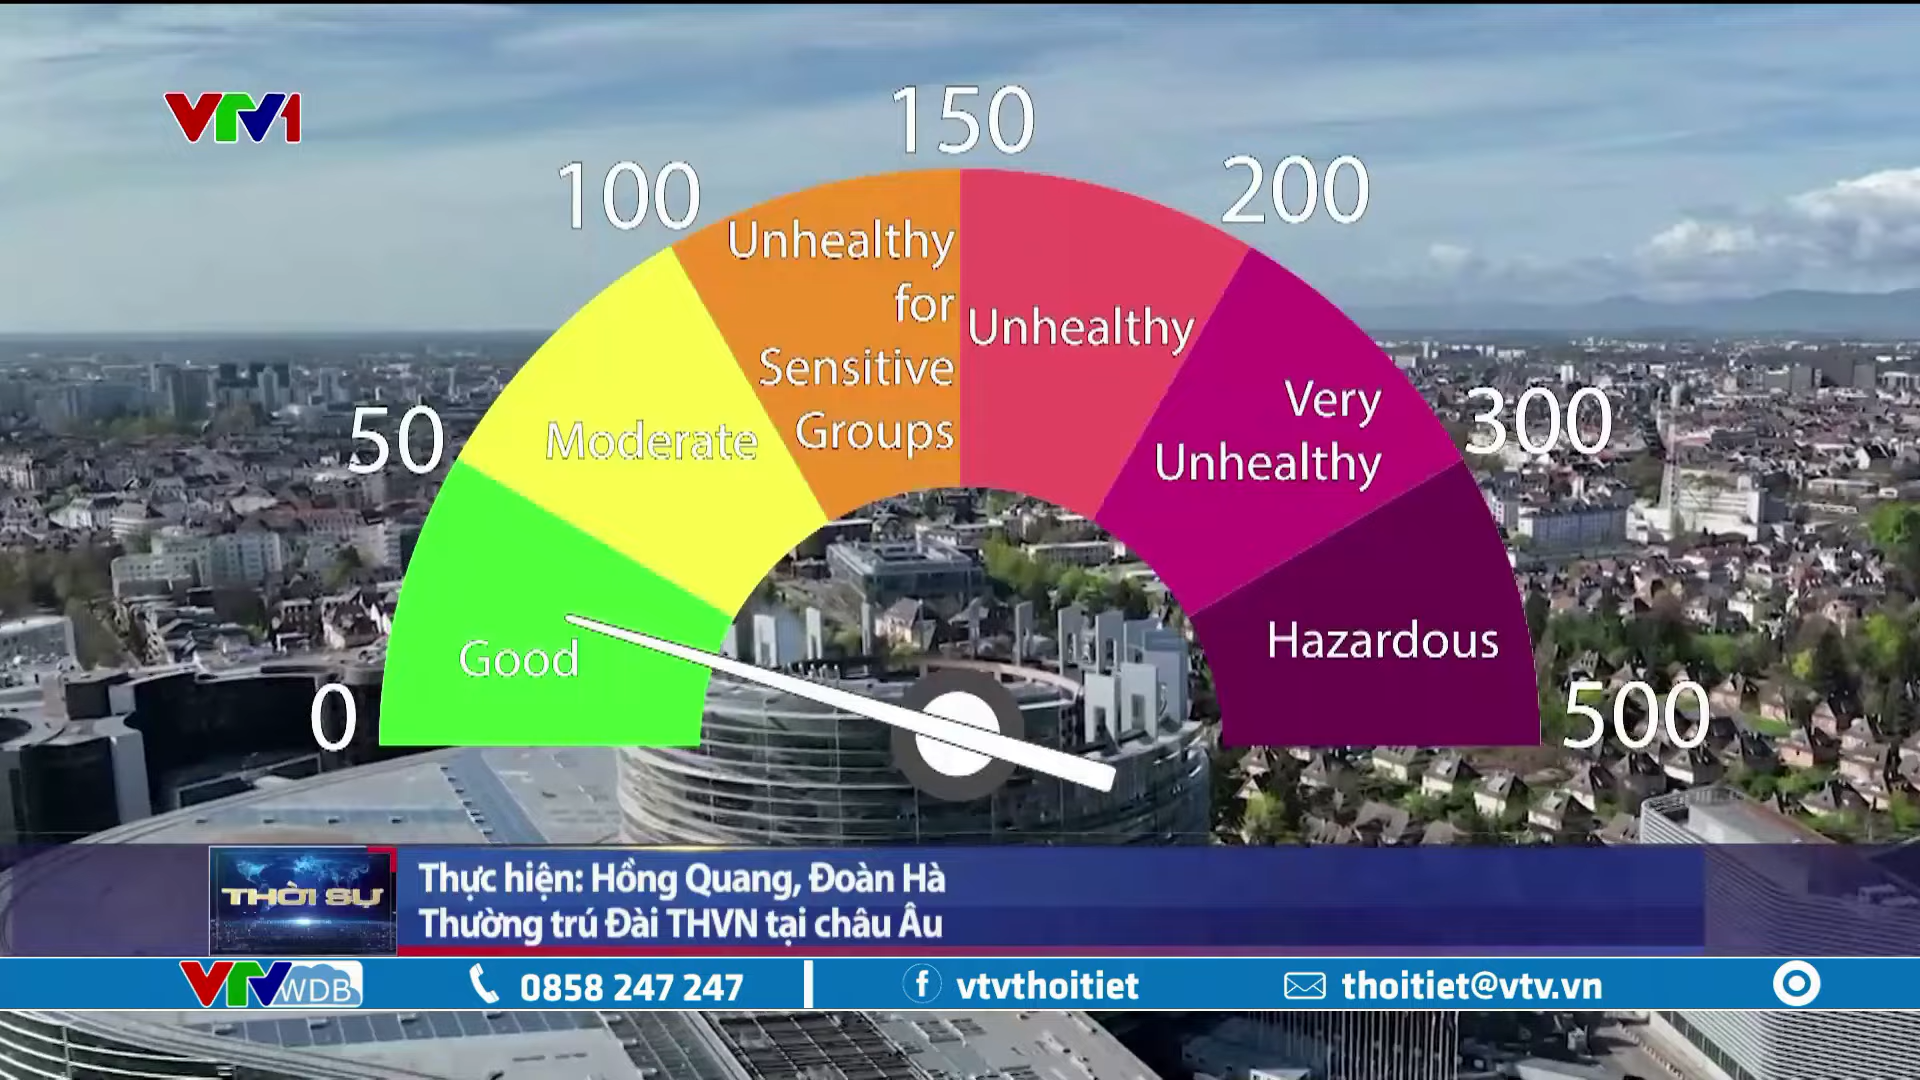 VTV1
150
100
200
Unhealthy
for
Sensitive
Groups
Unhealthy
Very
Unhealthy
50
Moderate
300
Good
Hazardous
0
500
THỜI SỰ
Thực hiện: Hồng Quang, Đoàn Hà
Thường trú Đài THVN tại châu Âu
VTV WDB
0858 247 247
vtvthoitiet
thoitiet@vtv.vn